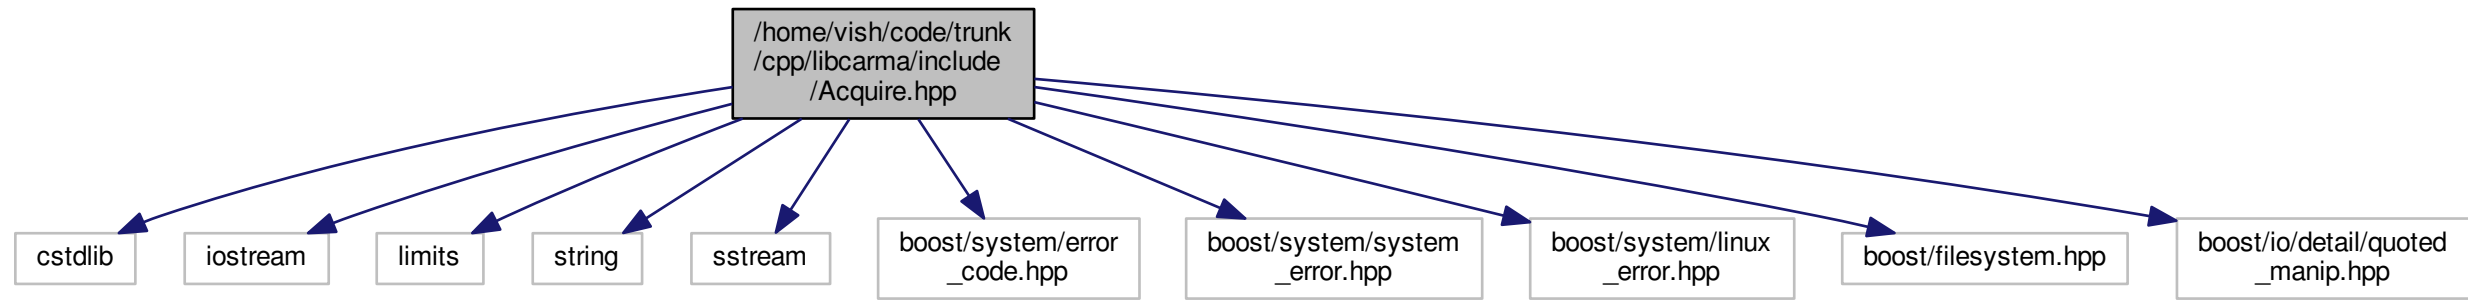 /home/vish/code/trunk
/cpp/libcarma/include
/Acquire.hpp
cstdlib
iostream
limits
string
sstream
boost/system/error
_code.hpp
boost/system/system
_error.hpp
boost/system/linux
_error.hpp
boost/filesystem.hpp
boost/io/detail/quoted
_manip.hpp